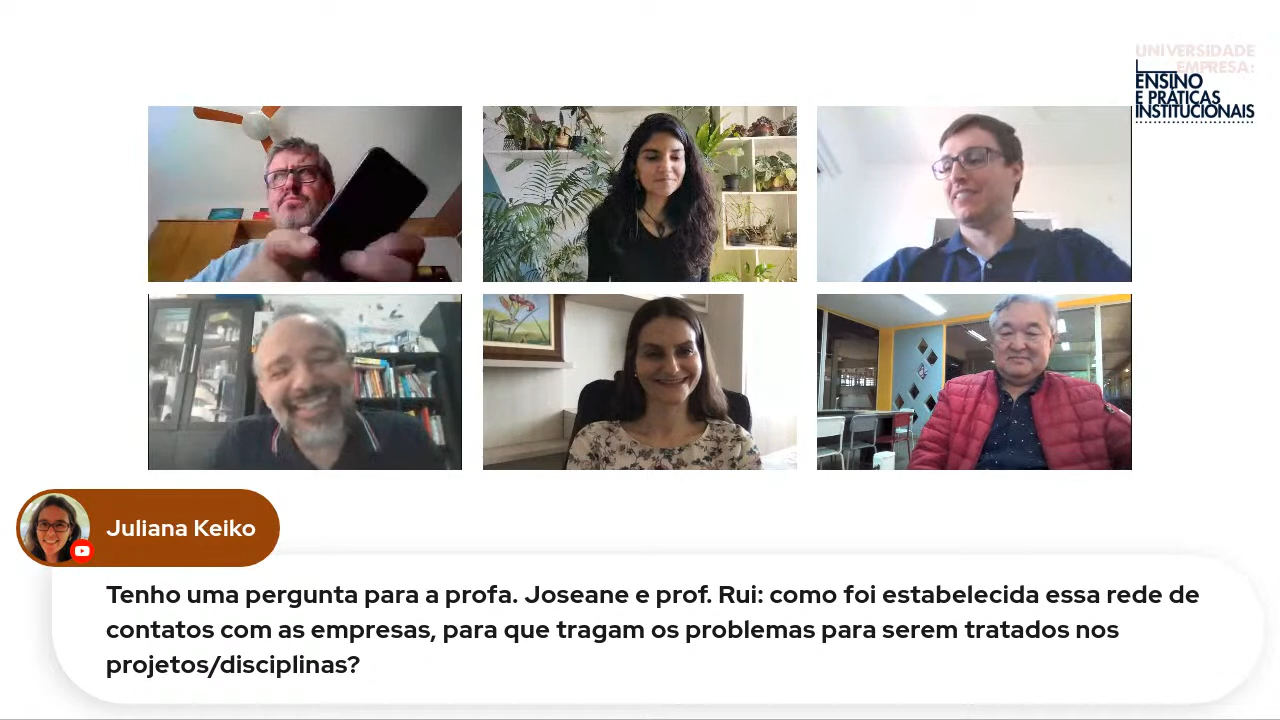 UNIVERSIDADE
EMPRESA:
ENSINO
E PRÁTICAS
INSTITUCIONAIS
Juliana Keiko
Tenho uma pergunta para a profa. Joseane e prof. Rui: como foi estabelecida essa rede de
contatos com as empresas, para que tragam os problemas para serem tratados nos
projetos/disciplinas?